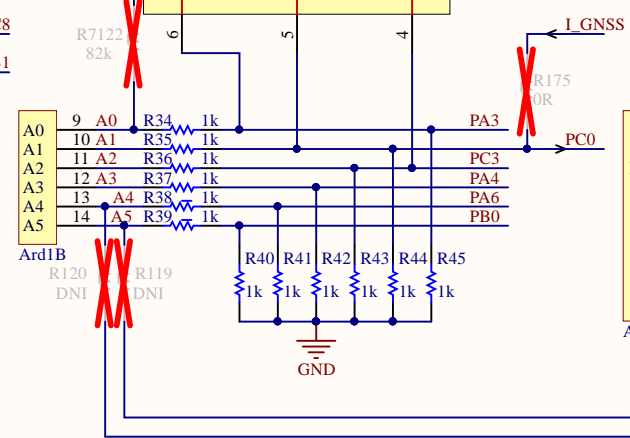 C8
I_GNSS
R7122
82k
6
5
4
1
R175
0R
A0
9
A0
R34
1k
PA3
A1
10
A1
R35
1k
PC0
A2
11
A2
R36
1k
PC3
A3
12
A3
R37
1k
PA4
A4
13
A4
R38
1k
PA6
A5
14
A5
R39
1k
PB0
Ard1B
R120
DNI
R119
DNI
R40
R41
R42
R43
R44
R45
1k
1k
1k
1k
1k
1k
GND